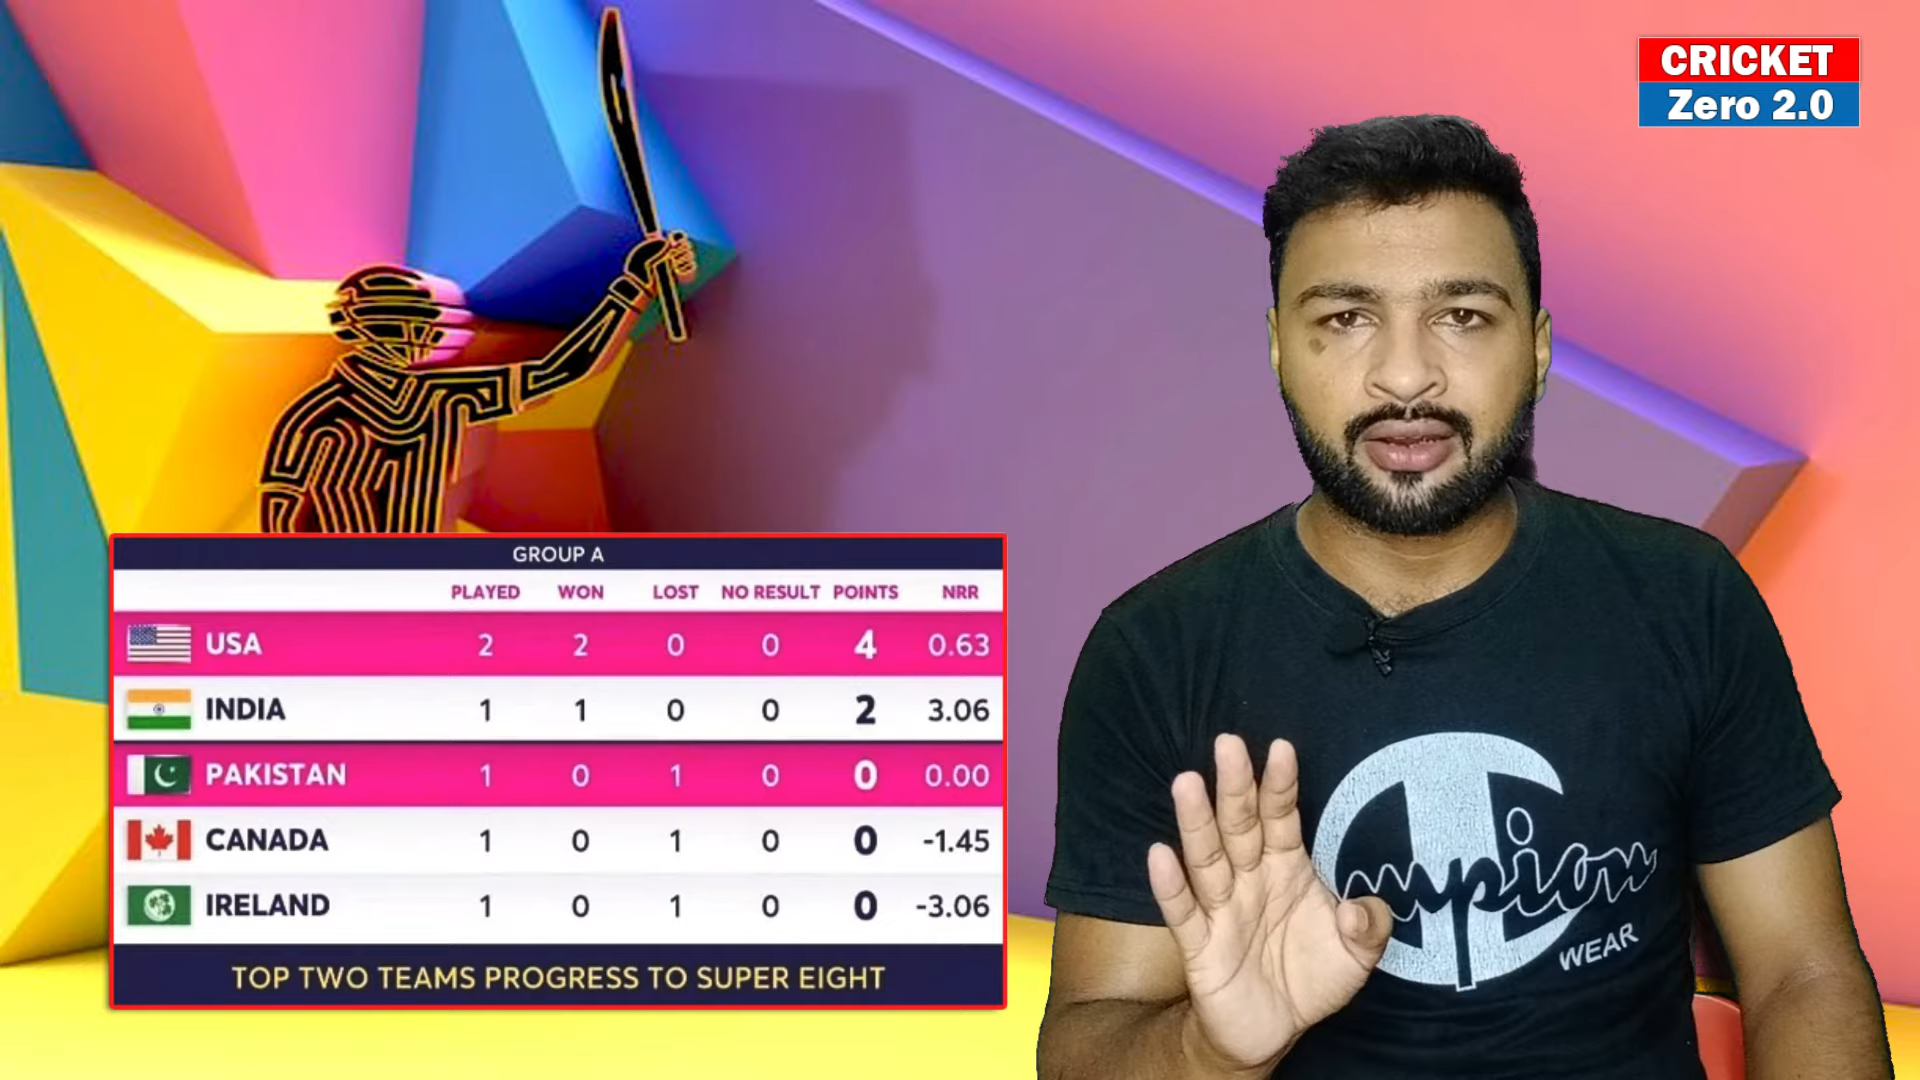 CRICKET
Zero 2.0
GROUP A
PLAYED WON LOST NO RESULT POINTS NRR
USA 2 2 0 0 4 0.63
INDIA 1 1 0 0 2 3.06
PAKISTAN 1 0 1 0 0 0.00
CANADA 1 0 1 0 0 -1.45
IRELAND 1 0 1 0 0 -3.06
TOP TWO TEAMS PROGRESS TO SUPER EIGHT
Champion
WEAR